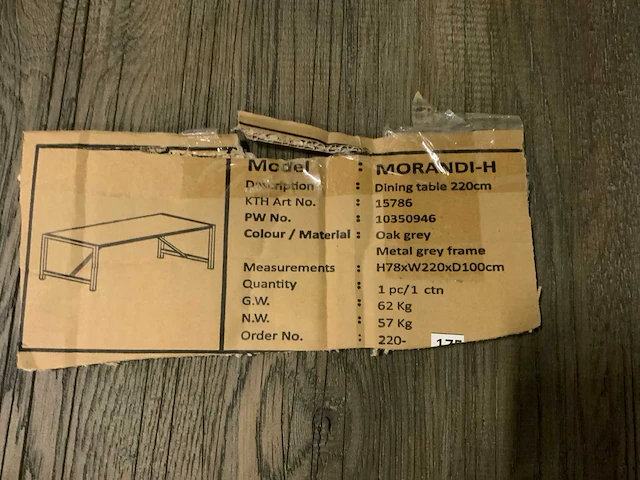 Model : MORANDI-H
Description : Dining table 220cm
KTH Art No. : 15786
PW No. : 10350946
Colour / Material : Oak grey
Metal grey frame
Measurements : H78xW220xD100cm
Quantity : 1 pc/1 ctn
G.W. : 62 Kg
N.W. : 57 Kg
Order No. : 220-